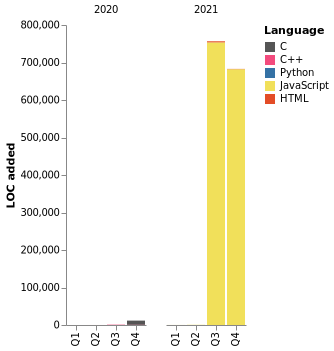 2020 2021
Language
C
C++
Python
JavaScript
HTML
LOC added
800,000
700,000
600,000
500,000
400,000
300,000
200,000
100,000
0
Q1 Q2 Q3 Q4 Q1 Q2 Q3 Q4